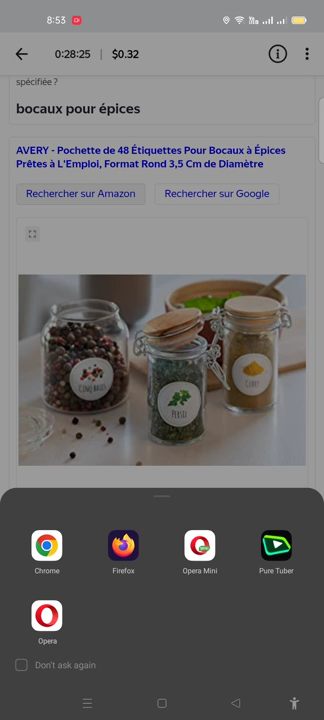 8:53
0:28:25 | $0.32
spécifiée ?
bocaux pour épices
AVERY - Pochette de 48 Étiquettes Pour Bocaux à Épices
Prêtes à L'Emploi, Format Rond 3,5 Cm de Diamètre
Rechercher sur Amazon
Rechercher sur Google
CINQ BAIES
PERSIL
CURRY
Chrome
Firefox
Opera Mini
Pure Tuber
Opera
Don't ask again